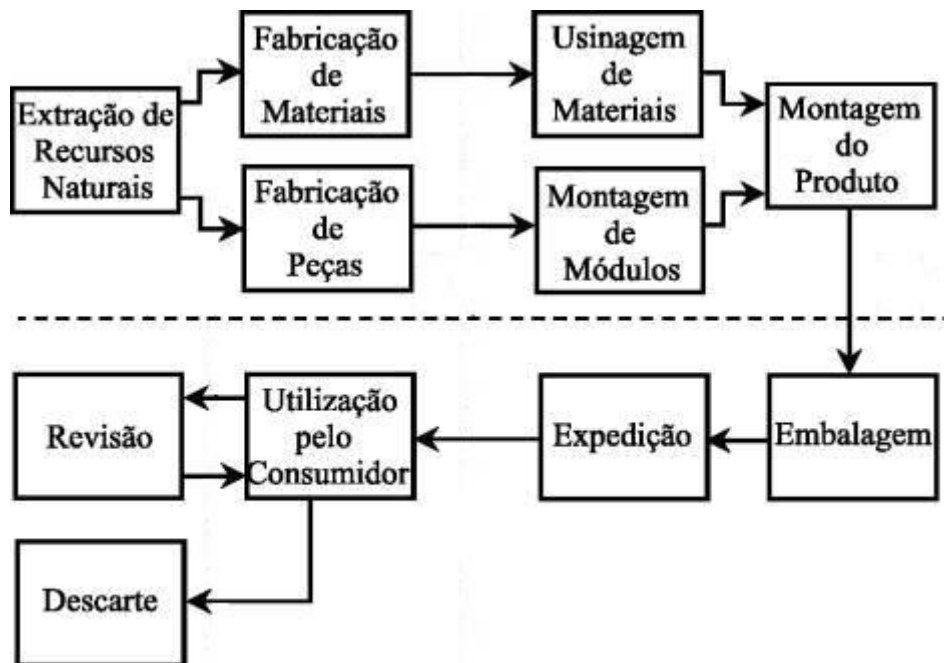 Extração de
Recursos
Naturais
Fabricação
de
Materiais
Usinagem
de
Materiais
Montagem
do
Produto
Fabricação
de
Peças
Montagem
de
Módulos
Revisão
Utilização
pelo
Consumidor
Expedição
Embalagem
Descarte